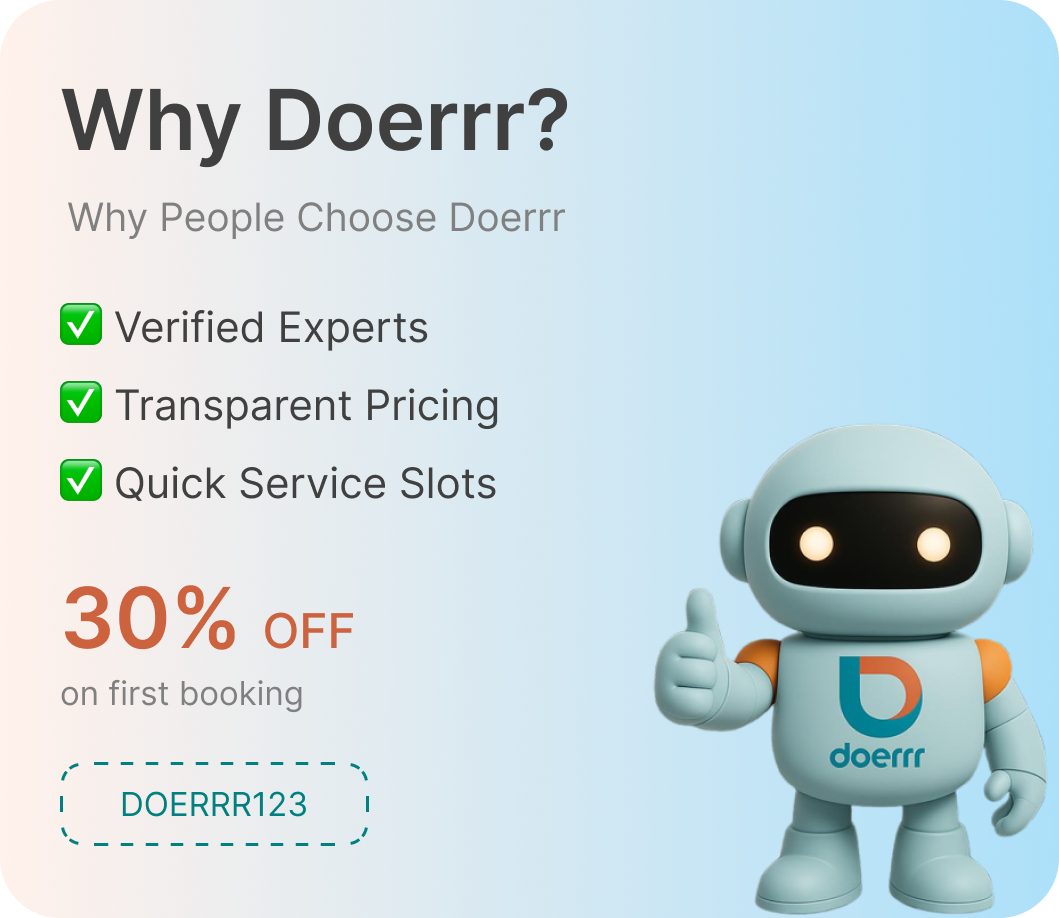 Why Doerrr?
Why People Choose Doerrr
✅ Verified Experts
✅ Transparent Pricing
✅ Quick Service Slots
30% OFF
on first booking
DOERRR123
doerrr